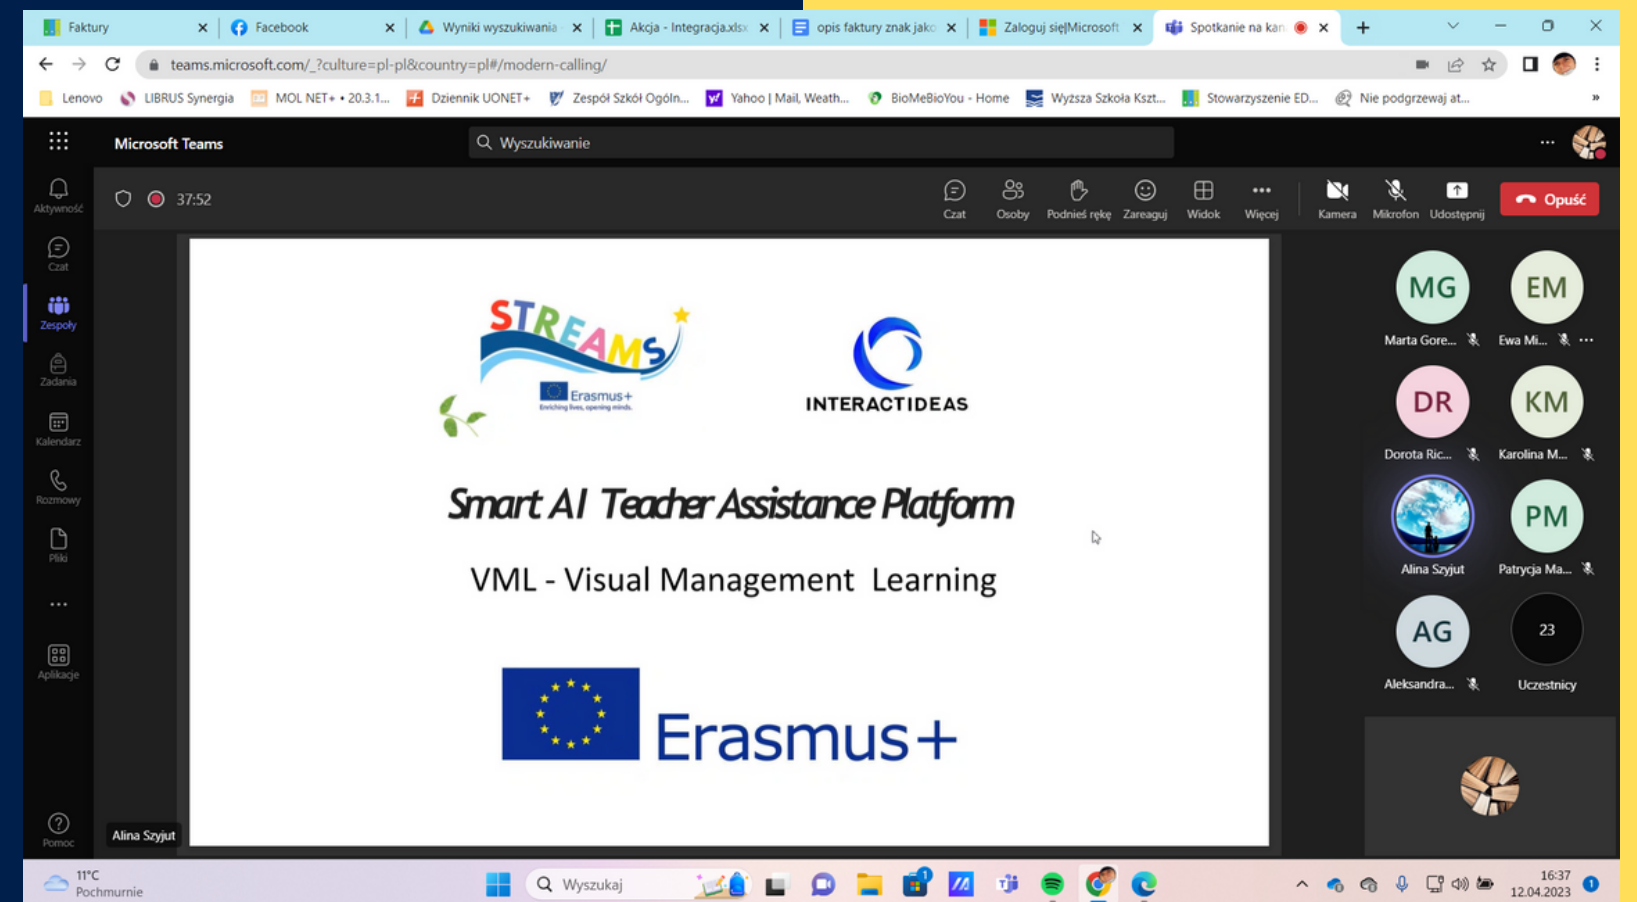 Faktury
Facebook
Wyniki wyszukiwania
Akcja - Integracja.xlsx
opis faktury znak jako
Zaloguj się|Microsoft
Spotkanie na kan
teams.microsoft.com/_?culture=pl-pl&country=pl#/modern-calling/
Lenovo
LIBRUS Synergia
MOL NET+ • 20.3.1...
Dziennik UONET+
Zespół Szkół Ogóln...
Yahoo | Mail, Weath...
BioMeBioYou - Home
Wyższa Szkoła Kszt...
Stowarzyszenie ED...
Nie podgrzewaj at...
»
Microsoft Teams
Wyszukiwanie
Aktywność
Czat
Zespoły
Zadania
Kalendarz
Rozmowy
Pliki
Aplikacje
Pomoc
37:52
Czat
Osoby
Podnieś rękę
Zareaguj
Widok
Więcej
Kamera
Mikrofon
Udostępnij
Opuść
STREAMS
Erasmus+
Enriching lives, opening minds.
INTERACTIDEAS
Smart AI Teacher Assistance Platform
VML - Visual Management Learning
Erasmus+
Alina Szyjut
MG
Marta Gore...
EM
Ewa Mi...
DR
Dorota Ric...
KM
Karolina M...
Alina Szyjut
PM
Patrycja Ma...
AG
Aleksandra...
23
Uczestnicy
11°C
Pochmurnie
Wyszukaj
1
16:37
12.04.2023
1